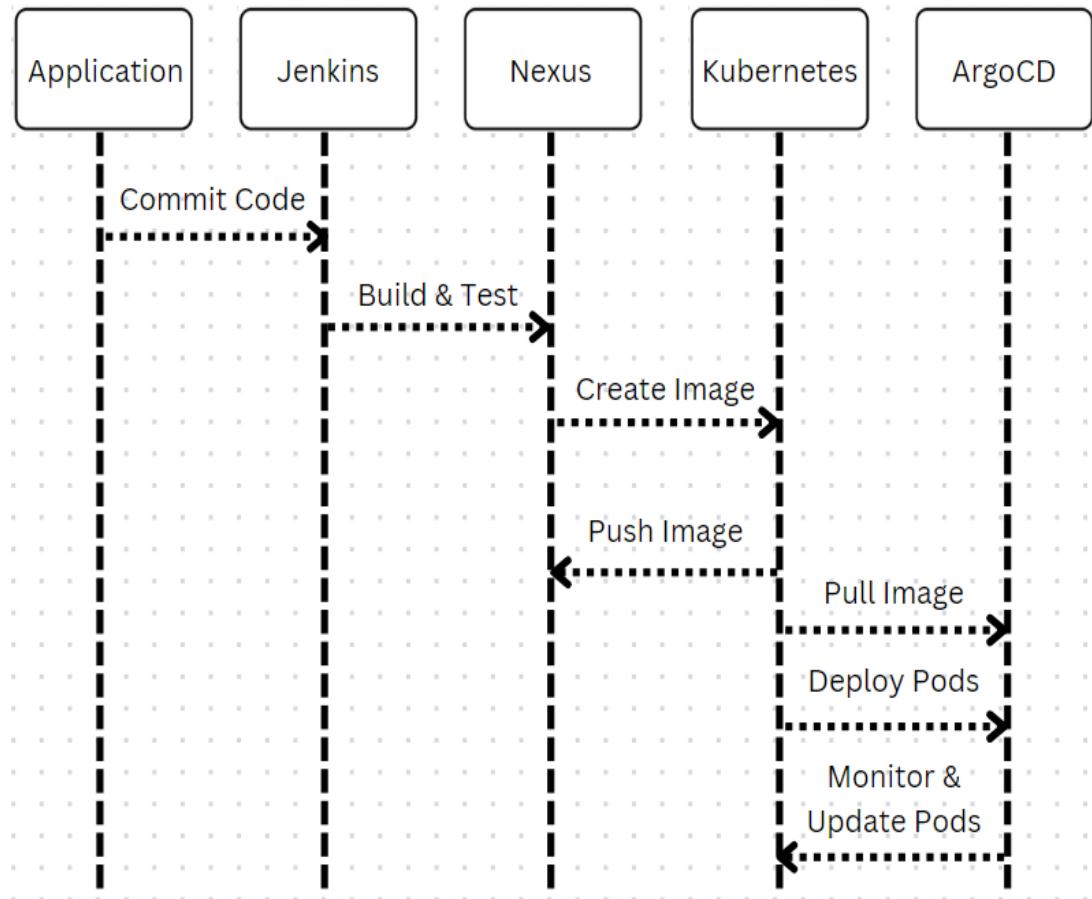 Application
Jenkins
Nexus
Kubernetes
ArgoCD
Commit Code
Build & Test
Create Image
Push Image
Pull Image
Deploy Pods
Monitor &
Update Pods